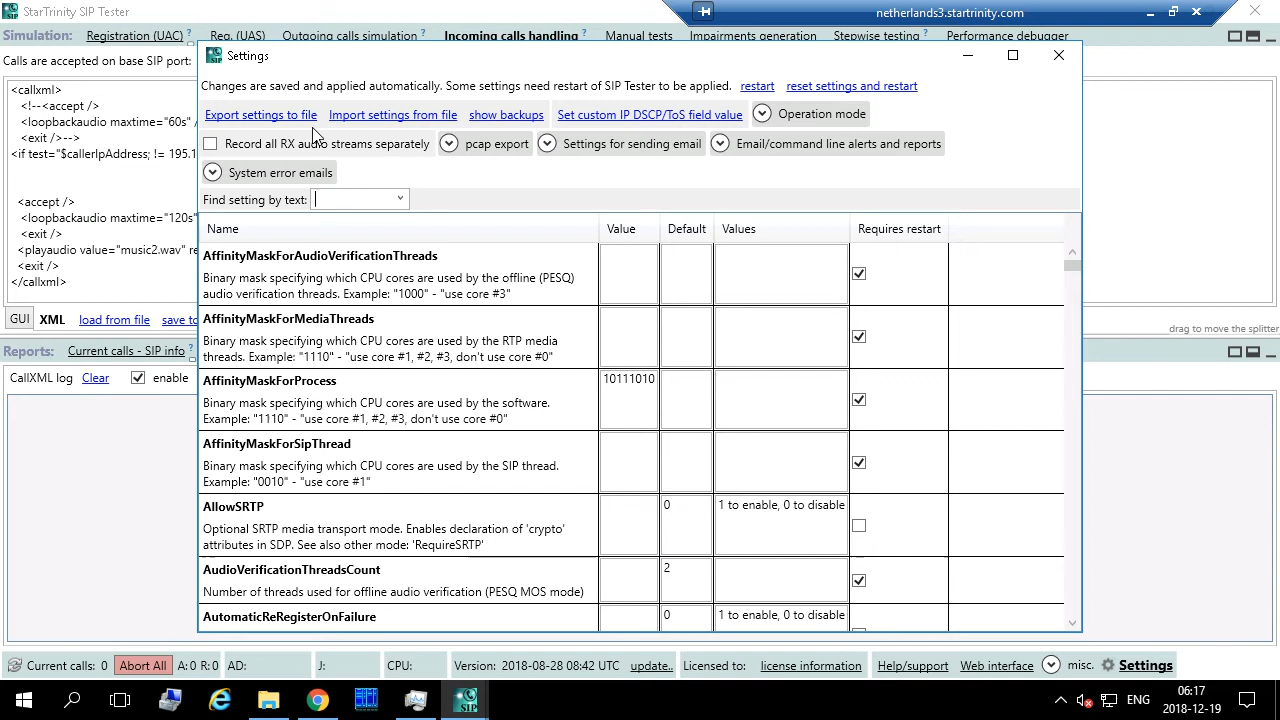 StarTrinity SIP Tester
netherlands3.startrinity.com
Simulation: Registration (UAC) ? Reg. (UAS) Outgoing calls simulation ? Incoming calls handling ? Manual tests Impairments generation Stepwise testing ? Performance debugger
Calls are accepted on base SIP port:
<callxml>
<!--<accept />
<loopbackaudio maxtime="60s" /
<exit />-->
<if test="$callerIpAddress; != 195.1
<accept />
<loopbackaudio maxtime="120s"
<exit />
<playaudio value="music2.wav" re
<exit />
</callxml>
GUI XML load from file save to
drag to move the splitter
Reports: Current calls - SIP info ?
CallXML log Clear enable
SIP Settings
Changes are saved and applied automatically. Some settings need restart of SIP Tester to be applied. restart reset settings and restart
Export settings to file Import settings from file show backups Set custom IP DSCP/ToS field value Operation mode
Record all RX audio streams separately pcap export Settings for sending email Email/command line alerts and reports
System error emails
Find setting by text:
Name Value Default Values Requires restart
AffinityMaskForAudioVerificationThreads
Binary mask specifying which CPU cores are used by the offline (PESQ)
audio verification threads. Example: "1000" - "use core #3"
AffinityMaskForMediaThreads
Binary mask specifying which CPU cores are used by the RTP media
threads. Example: "1110" - "use core #1, #2, #3, don't use core #0"
AffinityMaskForProcess 10111010
Binary mask specifying which CPU cores are used by the software.
Example: "1110" - "use core #1, #2, #3, don't use core #0"
AffinityMaskForSipThread
Binary mask specifying which CPU cores are used by the SIP thread.
Example: "0010" - "use core #1"
AllowSRTP 0 1 to enable, 0 to disable
Optional SRTP media transport mode. Enables declaration of 'crypto'
attributes in SDP. See also other mode: 'RequireSRTP'
AudioVerificationThreadsCount 2
Number of threads used for offline audio verification (PESQ MOS mode)
AutomaticReRegisterOnFailure 0 1 to enable, 0 to disable
Current calls: 0 Abort All A: 0 R: 0 AD: J: CPU: Version: 2018-08-28 08:42 UTC update.. Licensed to: license information Help/support Web interface misc. Settings
ENG 06:17
2018-12-19